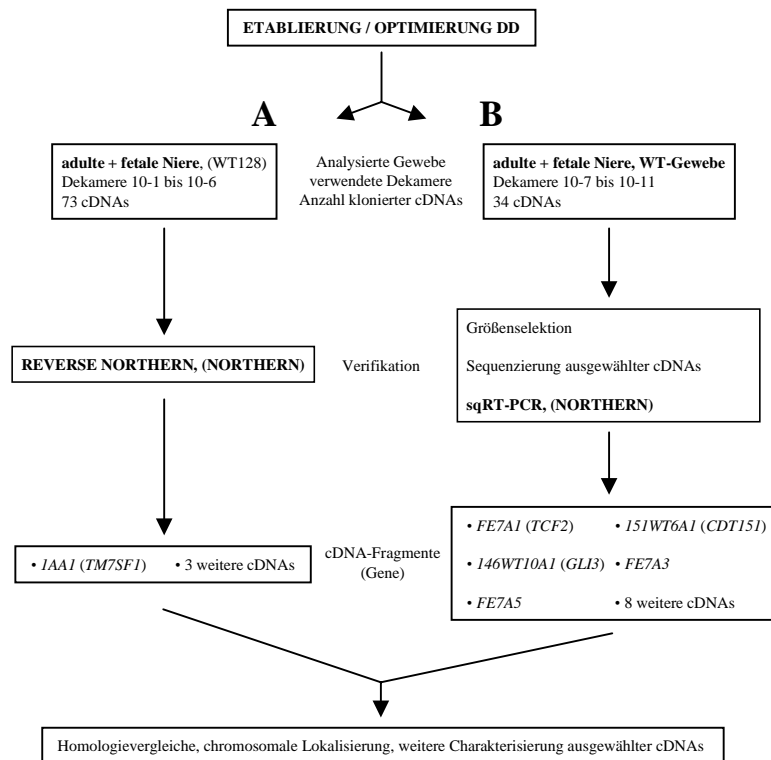 ETABLIERUNG / OPTIMIERUNG DD
A
B
adulte + fetale Niere, (WT128)
Dekamere 10-1 bis 10-6
73 cDNAs
Analysierte Gewebe
verwendete Dekamere
Anzahl klonierter cDNAs
adulte + fetale Niere, WT-Gewebe
Dekamere 10-7 bis 10-11
34 cDNAs
REVERSE NORTHERN, (NORTHERN)
Verifikation
Größenselektion
Sequenzierung ausgewählter cDNAs
sqRT-PCR, (NORTHERN)
• 1AA1 (TM7SF1) • 3 weitere cDNAs
cDNA-Fragmente
(Gene)
• FE7A1 (TCF2) • 151WT6A1 (CDT151)
• 146WT10A1 (GLI3) • FE7A3
• FE7A5 • 8 weitere cDNAs
Homologievergleiche, chromosomale Lokalisierung, weitere Charakterisierung ausgewählter cDNAs